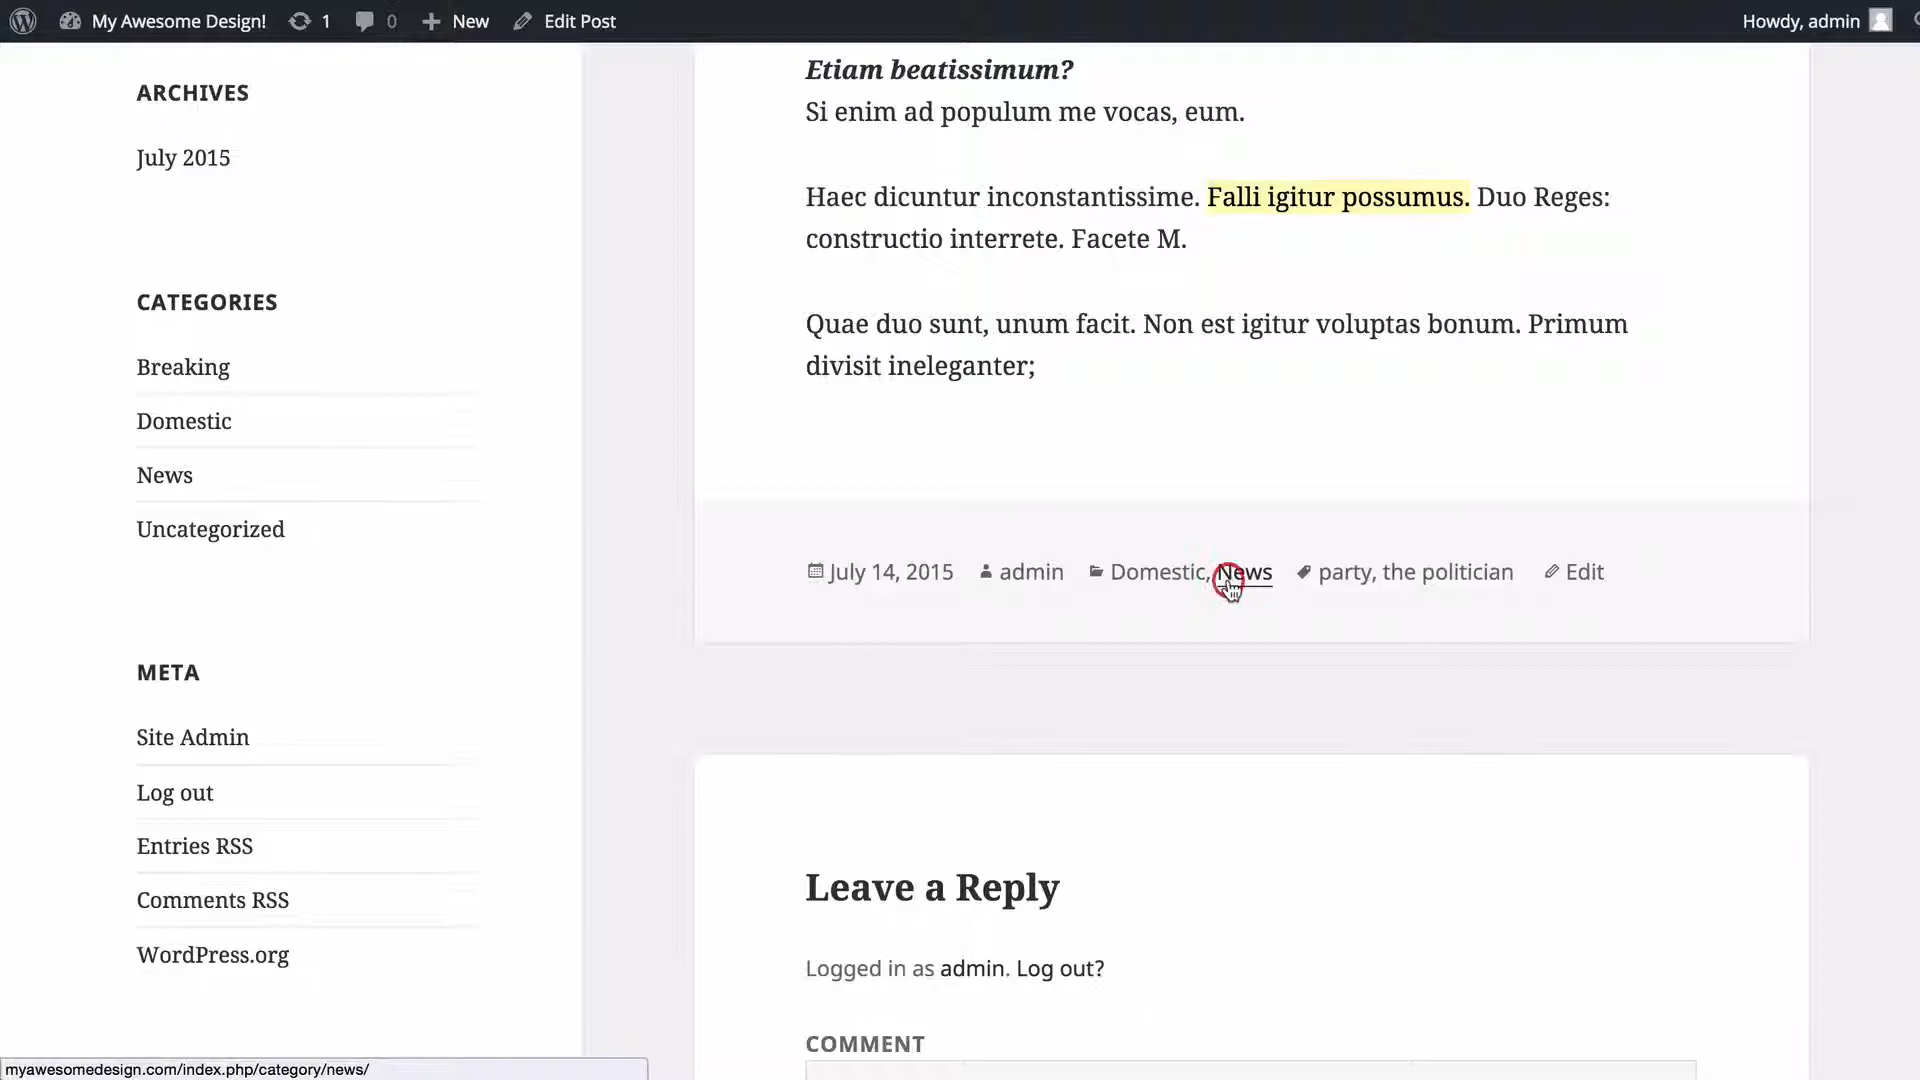 My Awesome Design! 1 0 New Edit Post Howdy, admin
ARCHIVES
July 2015
CATEGORIES
Breaking
Domestic
News
Uncategorized
META
Site Admin
Log out
Entries RSS
Comments RSS
WordPress.org
Etiam beatissimum?
Si enim ad populum me vocas, eum.
Haec dicuntur inconstantissime. Falli igitur possumus. Duo Reges:
constructio interrete. Facete M.
Quae duo sunt, unum facit. Non est igitur voluptas bonum. Primum
divisit ineleganter;
July 14, 2015 admin Domestic, News party, the politician Edit
Leave a Reply
Logged in as admin. Log out?
COMMENT
myawesomedesign.com/index.php/category/news/